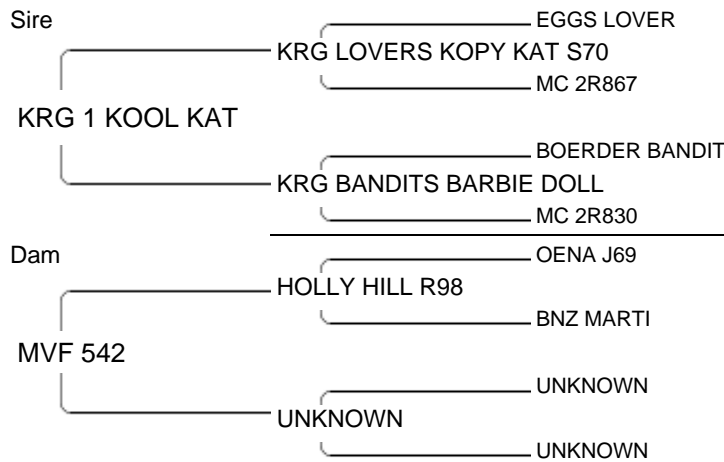 Sire
EGGS LOVER
KRG LOVERS KOPY KAT S70
MC 2R867
KRG 1 KOOL KAT
BOERDER BANDIT
KRG BANDITS BARBIE DOLL
MC 2R830
Dam
OENA J69
HOLLY HILL R98
BNZ MARTI
MVF 542
UNKNOWN
UNKNOWN
UNKNOWN